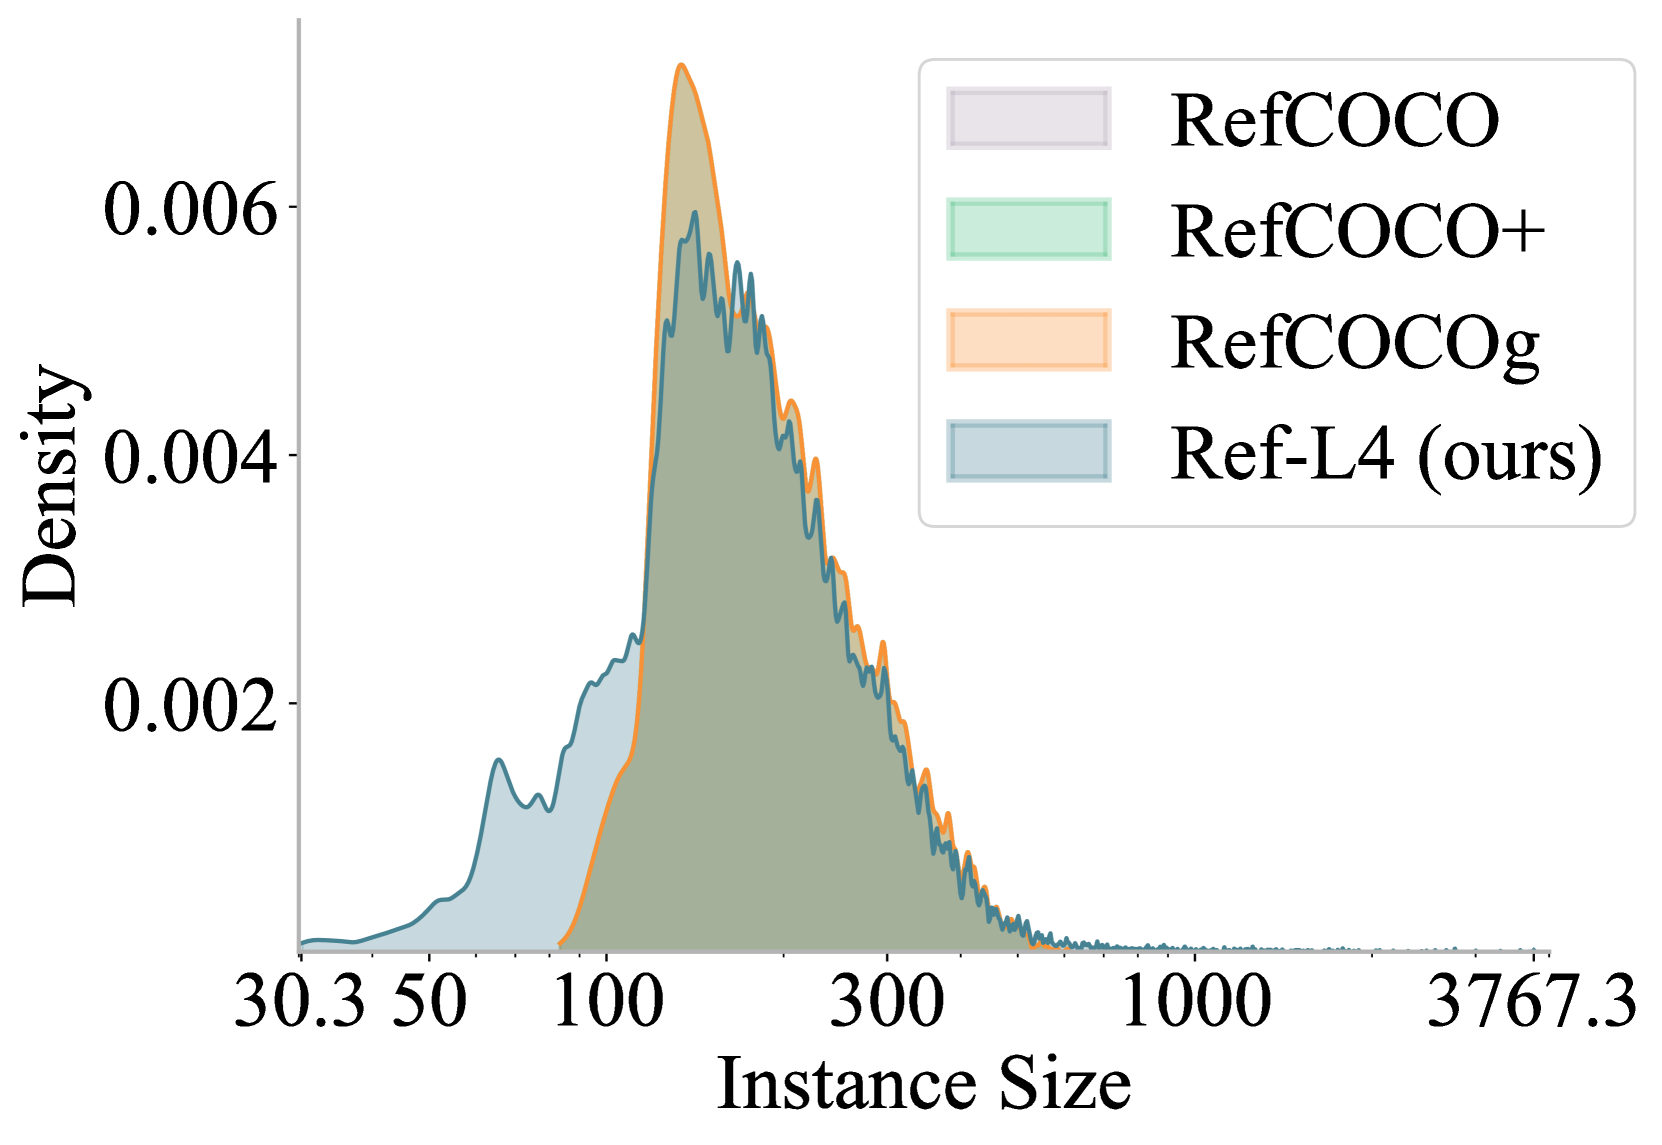 RefCOCO
RefCOCO+
RefCOCOg
Ref-L4 (ours)
Density
0.006
0.004
0.002
30.3 50 100 300 1000 3767.3
Instance Size